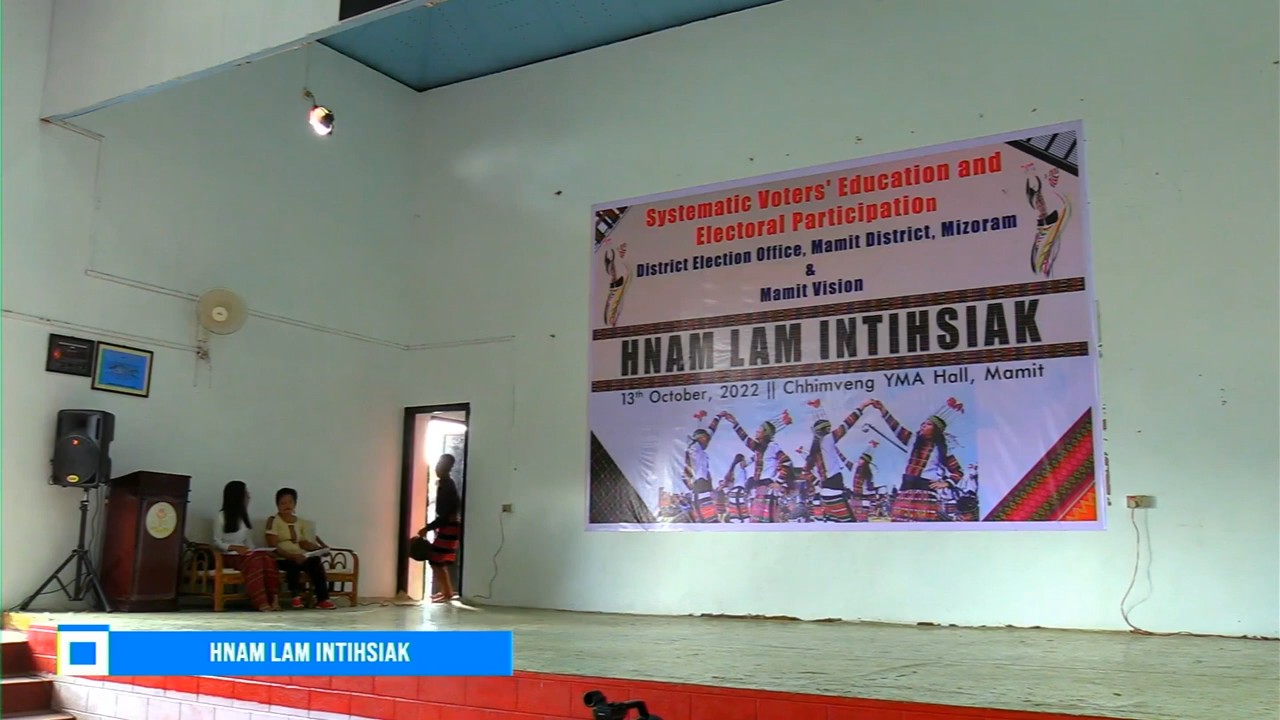 Systematic Voters' Education and
Electoral Participation
District Election Office, Mamit District, Mizoram
&
Mamit Vision
HNAM LAM INTIHSIAK
13th October, 2022 || Chhimveng YMA Hall, Mamit
HNAM LAM INTIHSIAK